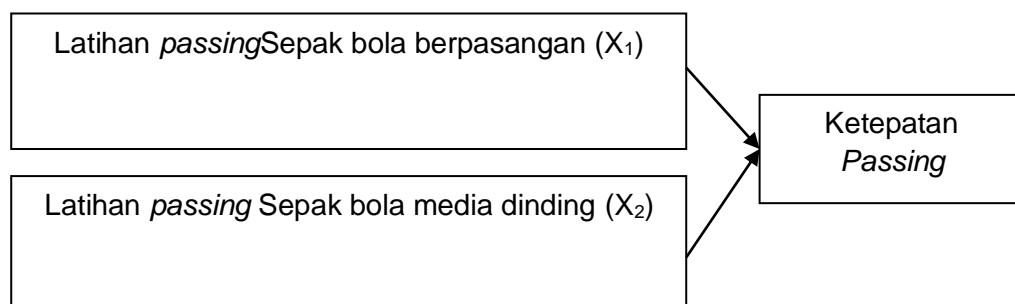 Latihan passingSepak bola berpasangan (X₁)
Ketepatan
Passing
Latihan passing Sepak bola media dinding (X₂)